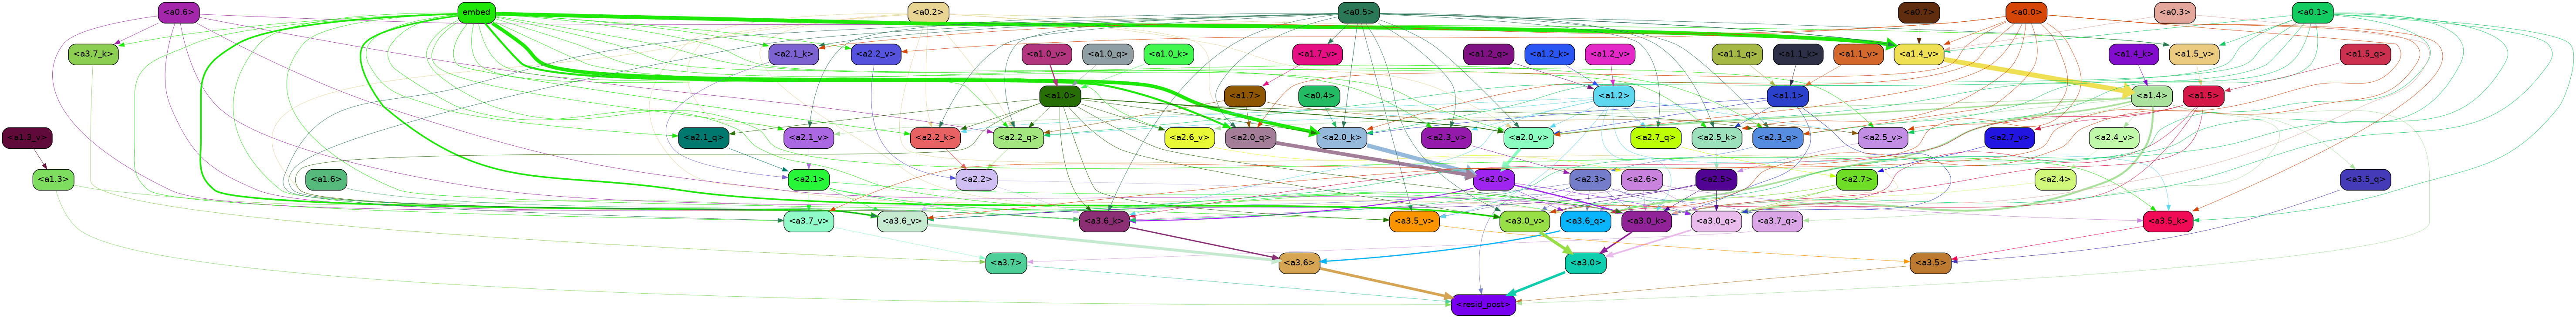 <a0.6> embed <a0.2> <a0.5> <a0.7> <a0.0> <a0.3> <a0.1>
<a3.7_k> <a2.1_k> <a2.2_v> <a1.0_v> <a1.0_q> <a1.0_k> <a1.7_v> <a1.2_q> <a1.2_k> <a1.2_v> <a1.1_q> <a1.1_k> <a1.1_v> <a1.4_v> <a1.4_k> <a1.5_v> <a1.5_q>
<a1.0> <a1.7> <a0.4> <a1.2> <a1.1> <a1.4> <a1.5>
<a1.3_v> <a2.1_q> <a2.1_v> <a2.2_k> <a2.2_q> <a2.6_v> <a2.0_q> <a2.0_k> <a2.3_v> <a2.0_v> <a2.7_q> <a2.5_k> <a2.3_q> <a2.5_v> <a2.7_v> <a2.4_v>
<a1.3> <a1.6> <a2.1> <a2.2> <a2.0> <a2.3> <a2.6> <a2.5> <a2.7> <a2.4> <a3.5_q>
<a3.7_v> <a3.6_v> <a3.6_k> <a3.5_v> <a3.0_v> <a3.6_q> <a3.0_k> <a3.0_q> <a3.7_q> <a3.5_k>
<a3.7> <a3.6> <a3.0> <a3.5>
<resid_post>